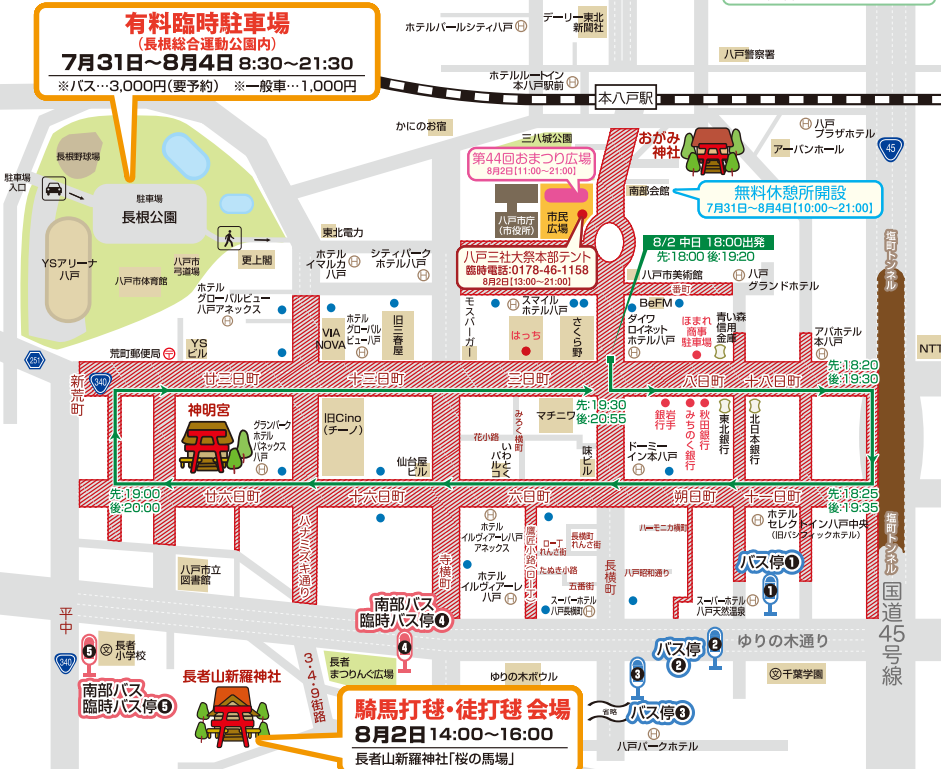 有料臨時駐車場
(長根総合運動公園内)
7月31日~8月4日 8:30~21:30
※バス…3,000円(要予約) ※一般車…1,000円
ホテルパールシティ八戸
H
デーリー東北
新聞社
八戸警察署
ホテルルートイン
本八戸駅前
H
本八戸駅
かにのお宿
三八城公園
おがみ
神社
H
八戸
プラザホテル
アーバンホール
45
長根野球場
駐車場
入口
駐車場
長根公園
YSアリーナ
八戸
八戸市体育館
八戸市
弓道場
更上閣
第44回おまつり広場
8月2日[11:00~21:00]
八戸市庁
(市役所)
市民
広場
南部会館
無料休憩所開設
7月31日~8月4日[10:00~21:00]
八戸三社大祭本部テント
臨時電話:0178-46-1158
8月2日[13:00~21:00]
8/2 中日 18:00出発
先:18:00 後:19:20
塩町トンネル
東北電力
ホテル
イマルカ
八戸
H
シティパーク
ホテル八戸
H
八戸市美術館
番町
H
八戸
グランドホテル
ホテル
グローバルビュー
八戸アネックス
H
YS
ビル
VIA
NOVA
ホテル
グローバル
ビュー八戸
H
旧三春屋
モスバーガー
H
スマイル
ホテル八戸
はっち
さくら野
BeFM
ダイワ
ロイネット
ホテル八戸
H
ほまれ
商事
駐車場
青い森
信用
金庫
アパホテル
本八戸
H
NTT
荒町郵便局
251
新荒町
340
廿三日町
十三日町
三日町
八日町
十八日町
先:18:20
後:19:30
先:19:30
後:20:55
神明宮
グランパーク
ホテル
パネックス
八戸
H
旧Cino
(チーノ)
仙台屋
ビル
花小路
みろく横町
いわとく
パルコ
マチニワ
味ビル
ドーミー
イン本八戸
H
岩手
銀行
みちのく銀行
秋田銀行
東北銀行
北日本銀行
先:19:00
後:20:00
廿六日町
十六日町
六日町
朔日町
十一日町
先:18:25
後:19:35
ハナミズキ通り
寺横町
ホテル
イルヴィアーレ八戸
アネックス
H
ホテル
イルヴィアーレ
八戸
H
ロー丁
れんさ街
長横町
れんさ街
たぬき小路
五番街
スーパーホテル
八戸長横町
H
長横町
ハーモニカ横町
八戸昭和通り
ホテル
セレクトイン八戸中央
(旧パシフィックホテル)
H
スーパーホテル
八戸天然温泉
H
バス停❶
1
塩町トンネル
国道45号線
八戸市立
図書館
平中
340
5
長者
小学校
南部バス
臨時バス停❺
南部バス
臨時バス停❹
4
長者
まつりんぐ広場
3・4・9街路
長者山新羅神社
ゆりの木ボウル
バス停
❷
2
ゆりの木通り
千葉学園
3
バス停❸
省略
八戸パークホテル
H
騎馬打毬・徒打毬 会場
8月2日 14:00~16:00
長者山新羅神社「桜の馬場」